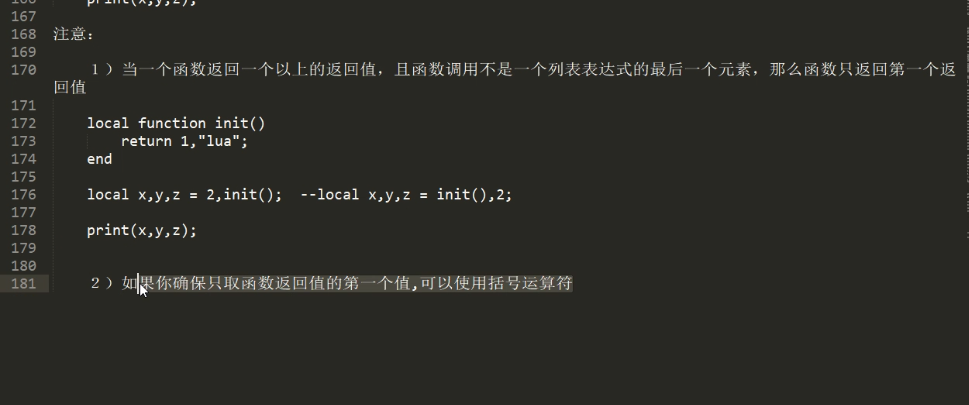 166 print(x,y,z);
167
168 注意：
169
170 1）当一个函数返回一个以上的返回值，且函数调用不是一个列表表达式的最后一个元素，那么函数只返回第一个返
回值
171
172 local function init()
173 return 1,"lua";
174 end
175
176 local x,y,z = 2,init(); --local x,y,z = init(),2;
177
178 print(x,y,z);
179
180
181 2）如果你确保只取函数返回值的第一个值,可以使用括号运算符